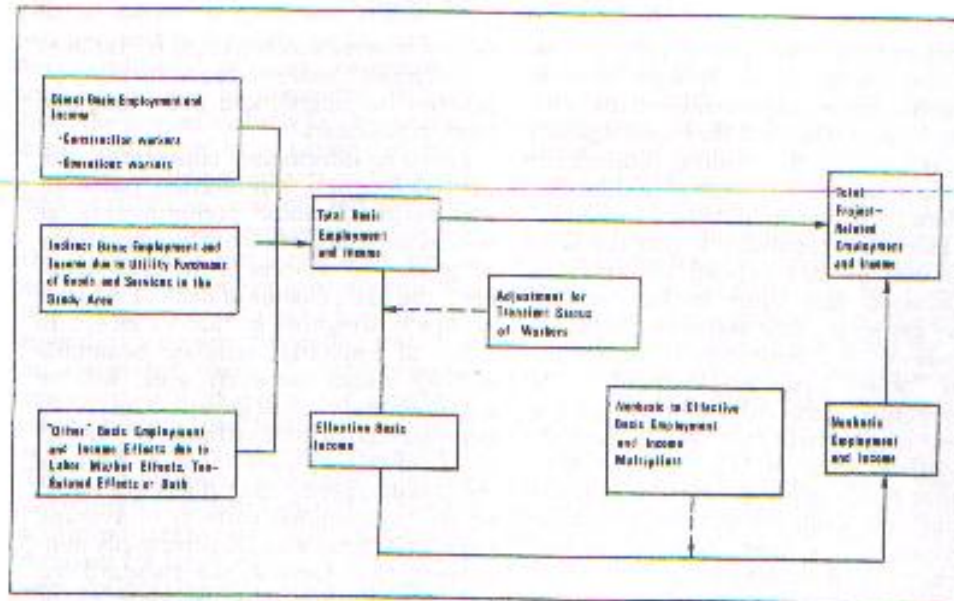 Direct Basic Employment and
Income
-Construction workers
-Operations workers
Indirect Basic Employment and
Income due to Utility Purchases
of Goods and Services in the
Study Area
"Other" Basic Employment
and Income Effects due to
Labor Market Effects, Tax-
Related Effects or Both
Total Basic
Employment
and Income
Adjustment for
Transient Status
of Workers
Effective Basic
Income
Nonbasic to Effective
Basic Employment
and Income
Multipliers
Total
Project-
Related
Employment
and Income
Nonbasic
Employment
and Income